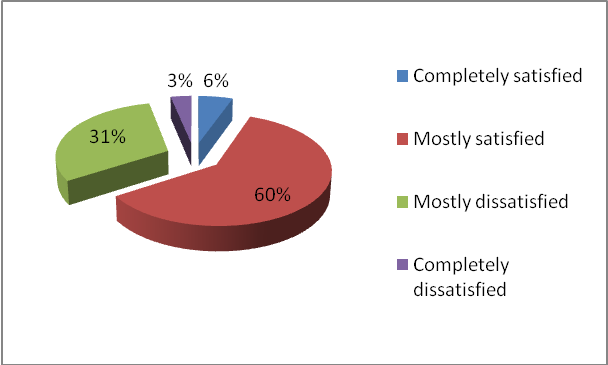 3% 6%
Completely satisfied
31%
Mostly satisfied
60%
Mostly dissatisfied
Completely
dissatisfied